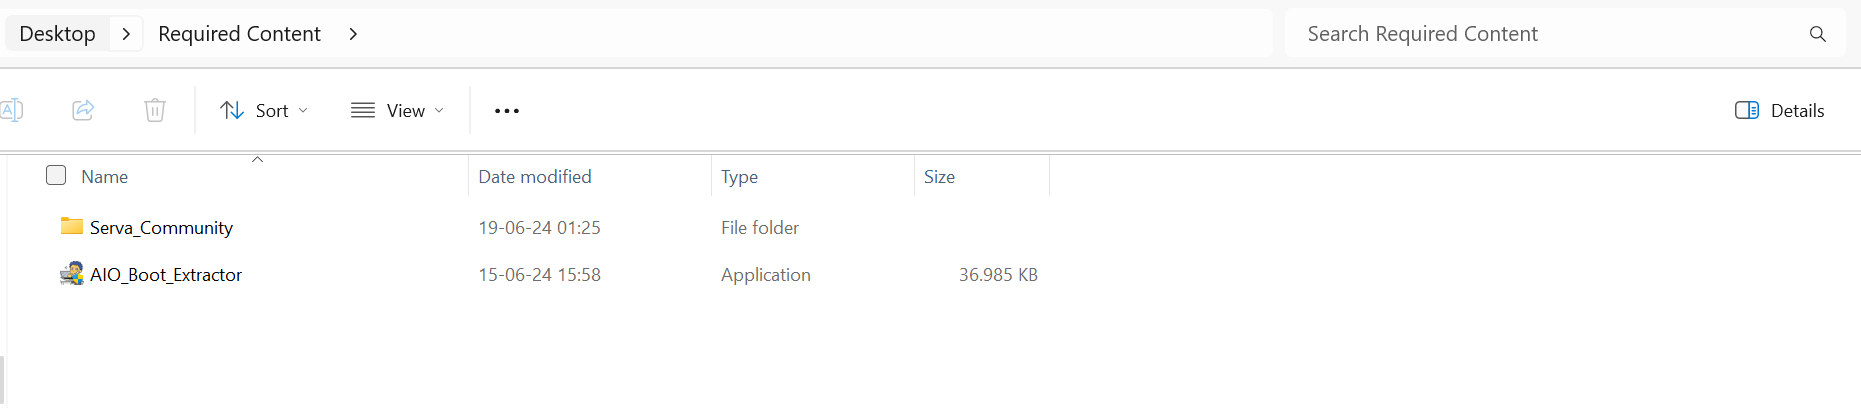 Desktop > Required Content >
Search Required Content
A Sort View ... Details
Name Date modified Type Size
Serva_Community 19-06-24 01:25 File folder
AIO_Boot_Extractor 15-06-24 15:58 Application 36.985 KB